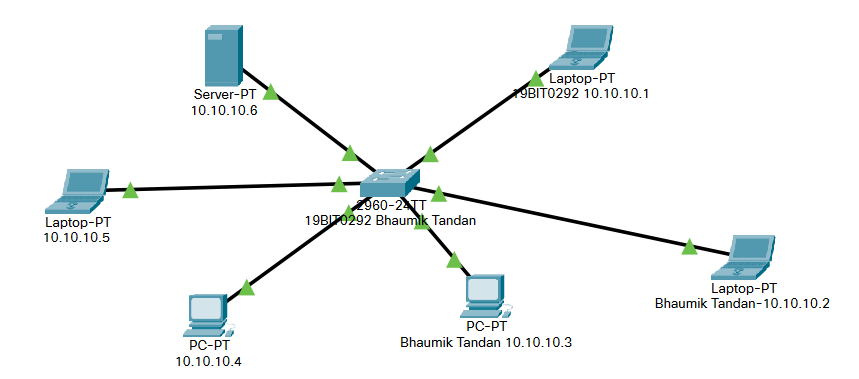 Server-PT
10.10.10.6
Laptop-PT
19BIT0292 10.10.10.1
2960-24TT
19BIT0292 Bhaumik Tandan
Laptop-PT
10.10.10.5
Laptop-PT
Bhaumik Tandan-10.10.10.2
PC-PT
Bhaumik Tandan 10.10.10.3
PC-PT
10.10.10.4